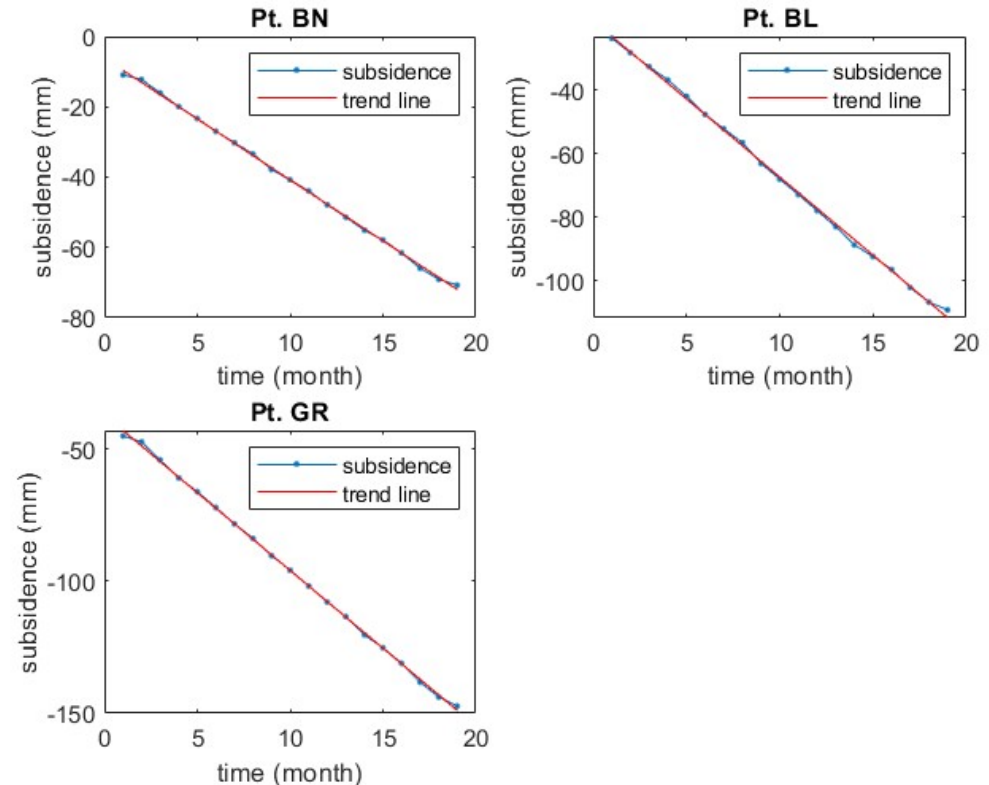 Pt. BN
0
-20
-40
-60
-80
0 5 10 15 20
subsidence (mm)
time (month)
subsidence
trend line
Pt. BL
-40
-60
-80
-100
0 5 10 15 20
subsidence (mm)
time (month)
subsidence
trend line
Pt. GR
-50
-100
-150
0 5 10 15 20
subsidence (mm)
time (month)
subsidence
trend line